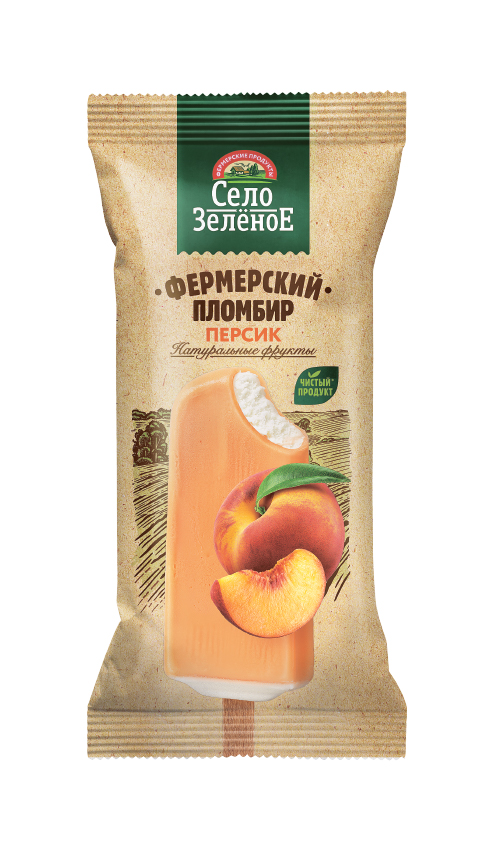 ФЕРМЕРСКИЕ ПРОДУКТЫ
Село
Зелёное
ФЕРМЕРСКИЙ
ПЛОМБИР
ПЕРСИК
Натуральные фрукты
ЧИСТЫЙ*
ПРОДУКТ